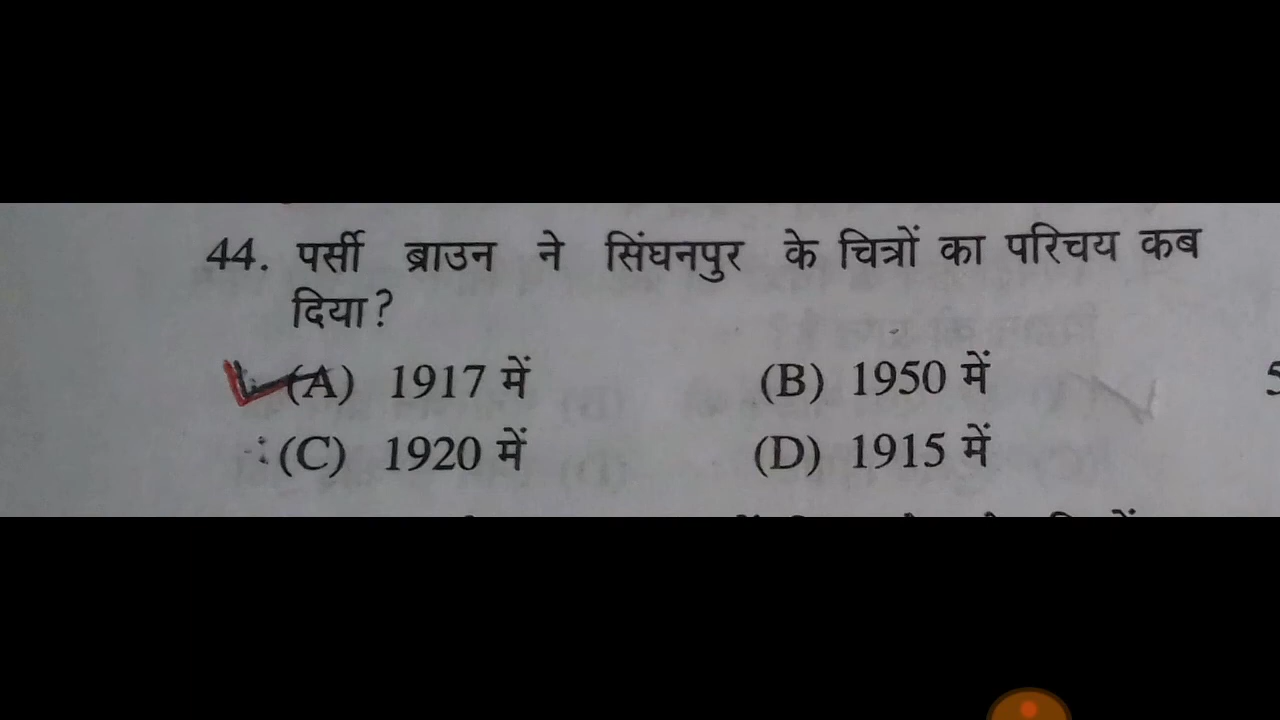 44. पर्सी ब्राउन ने सिंघनपुर के चित्रों का परिचय कब
दिया?
(A) 1917 में (B) 1950 में
(C) 1920 में (D) 1915 में